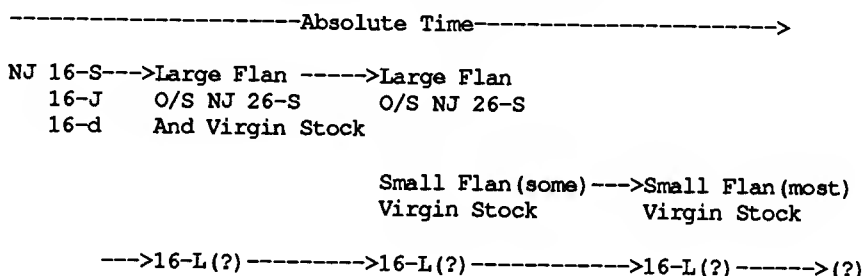 -----------------------Absolute Time------------------------>
NJ 16-S--->Large Flan ----->Large Flan
16-J O/S NJ 26-S O/S NJ 26-S
16-d And Virgin Stock
Small Flan(some)--->Small Flan(most)
Virgin Stock Virgin Stock
--->16-L(?)--------->16-L(?)------------>16-L(?)------>(?)